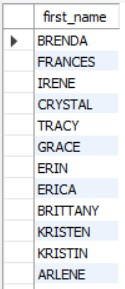 first_name
BRENDA
FRANCES
IRENE
CRYSTAL
TRACY
GRACE
ERIN
ERICA
BRITTANY
KRISTEN
KRISTIN
ARLENE